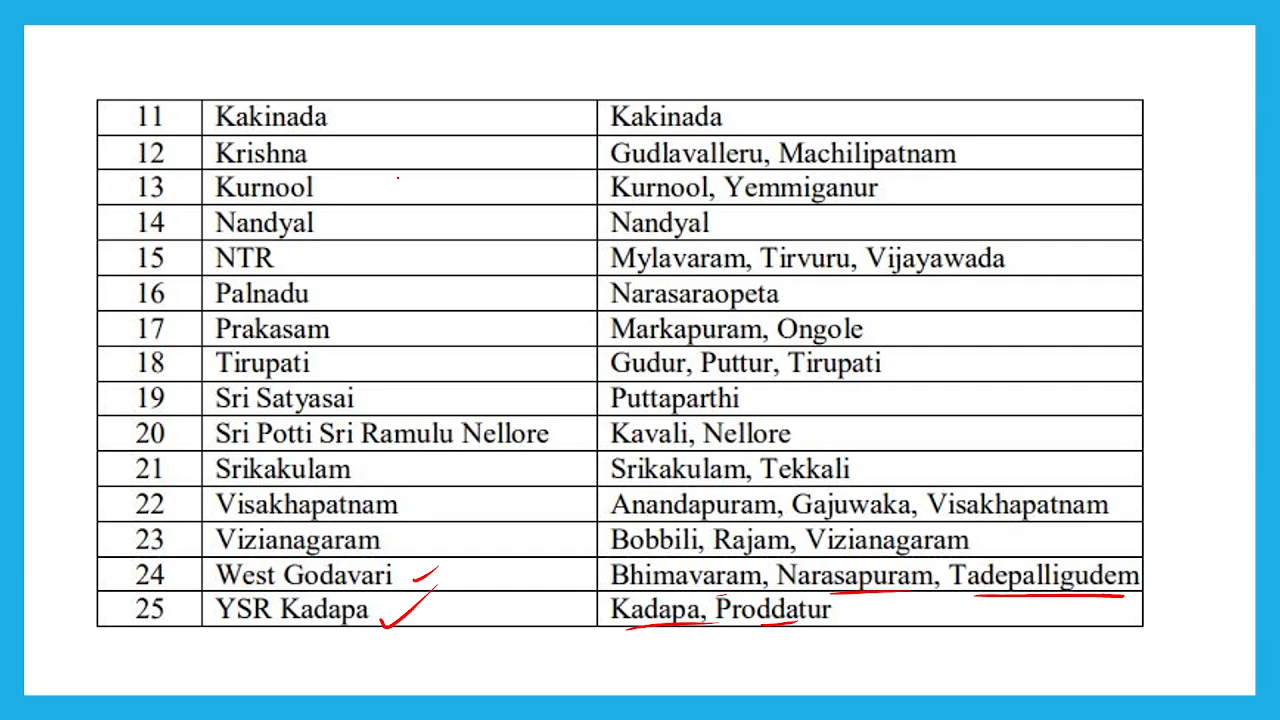 11 Kakinada Kakinada
12 Krishna Gudlavalleru, Machilipatnam
13 Kurnool Kurnool, Yemmiganur
14 Nandyal Nandyal
15 NTR Mylavaram, Tirvuru, Vijayawada
16 Palnadu Narasaraopeta
17 Prakasam Markapuram, Ongole
18 Tirupati Gudur, Puttur, Tirupati
19 Sri Satyasai Puttaparthi
20 Sri Potti Sri Ramulu Nellore Kavali, Nellore
21 Srikakulam Srikakulam, Tekkali
22 Visakhapatnam Anandapuram, Gajuwaka, Visakhapatnam
23 Vizianagaram Bobbili, Rajam, Vizianagaram
24 West Godavari Bhimavaram, Narasapuram, Tadepalligudem
25 YSR Kadapa Kadapa, Proddatur